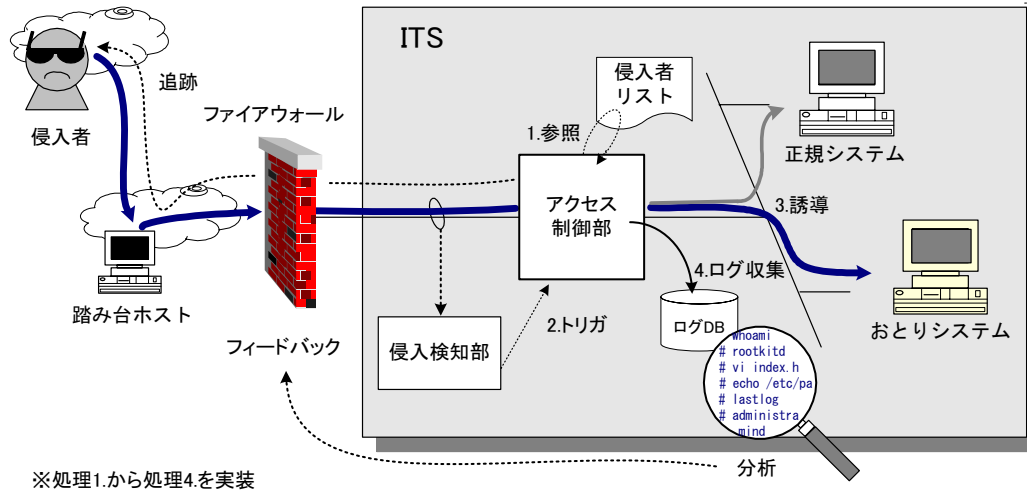 ITS
侵入者
リスト
追跡
侵入者
ファイアウォール
1.参照
正規システム
アクセス
制御部
3.誘導
4.ログ収集
踏み台ホスト
侵入検知部
2.トリガ
ログDB
おとりシステム
フィードバック
whoami
# rootkitd
# vi index.h
# echo /etc/pa
# lastlog
# administra
mind
分析
※処理1.から処理4.を実装